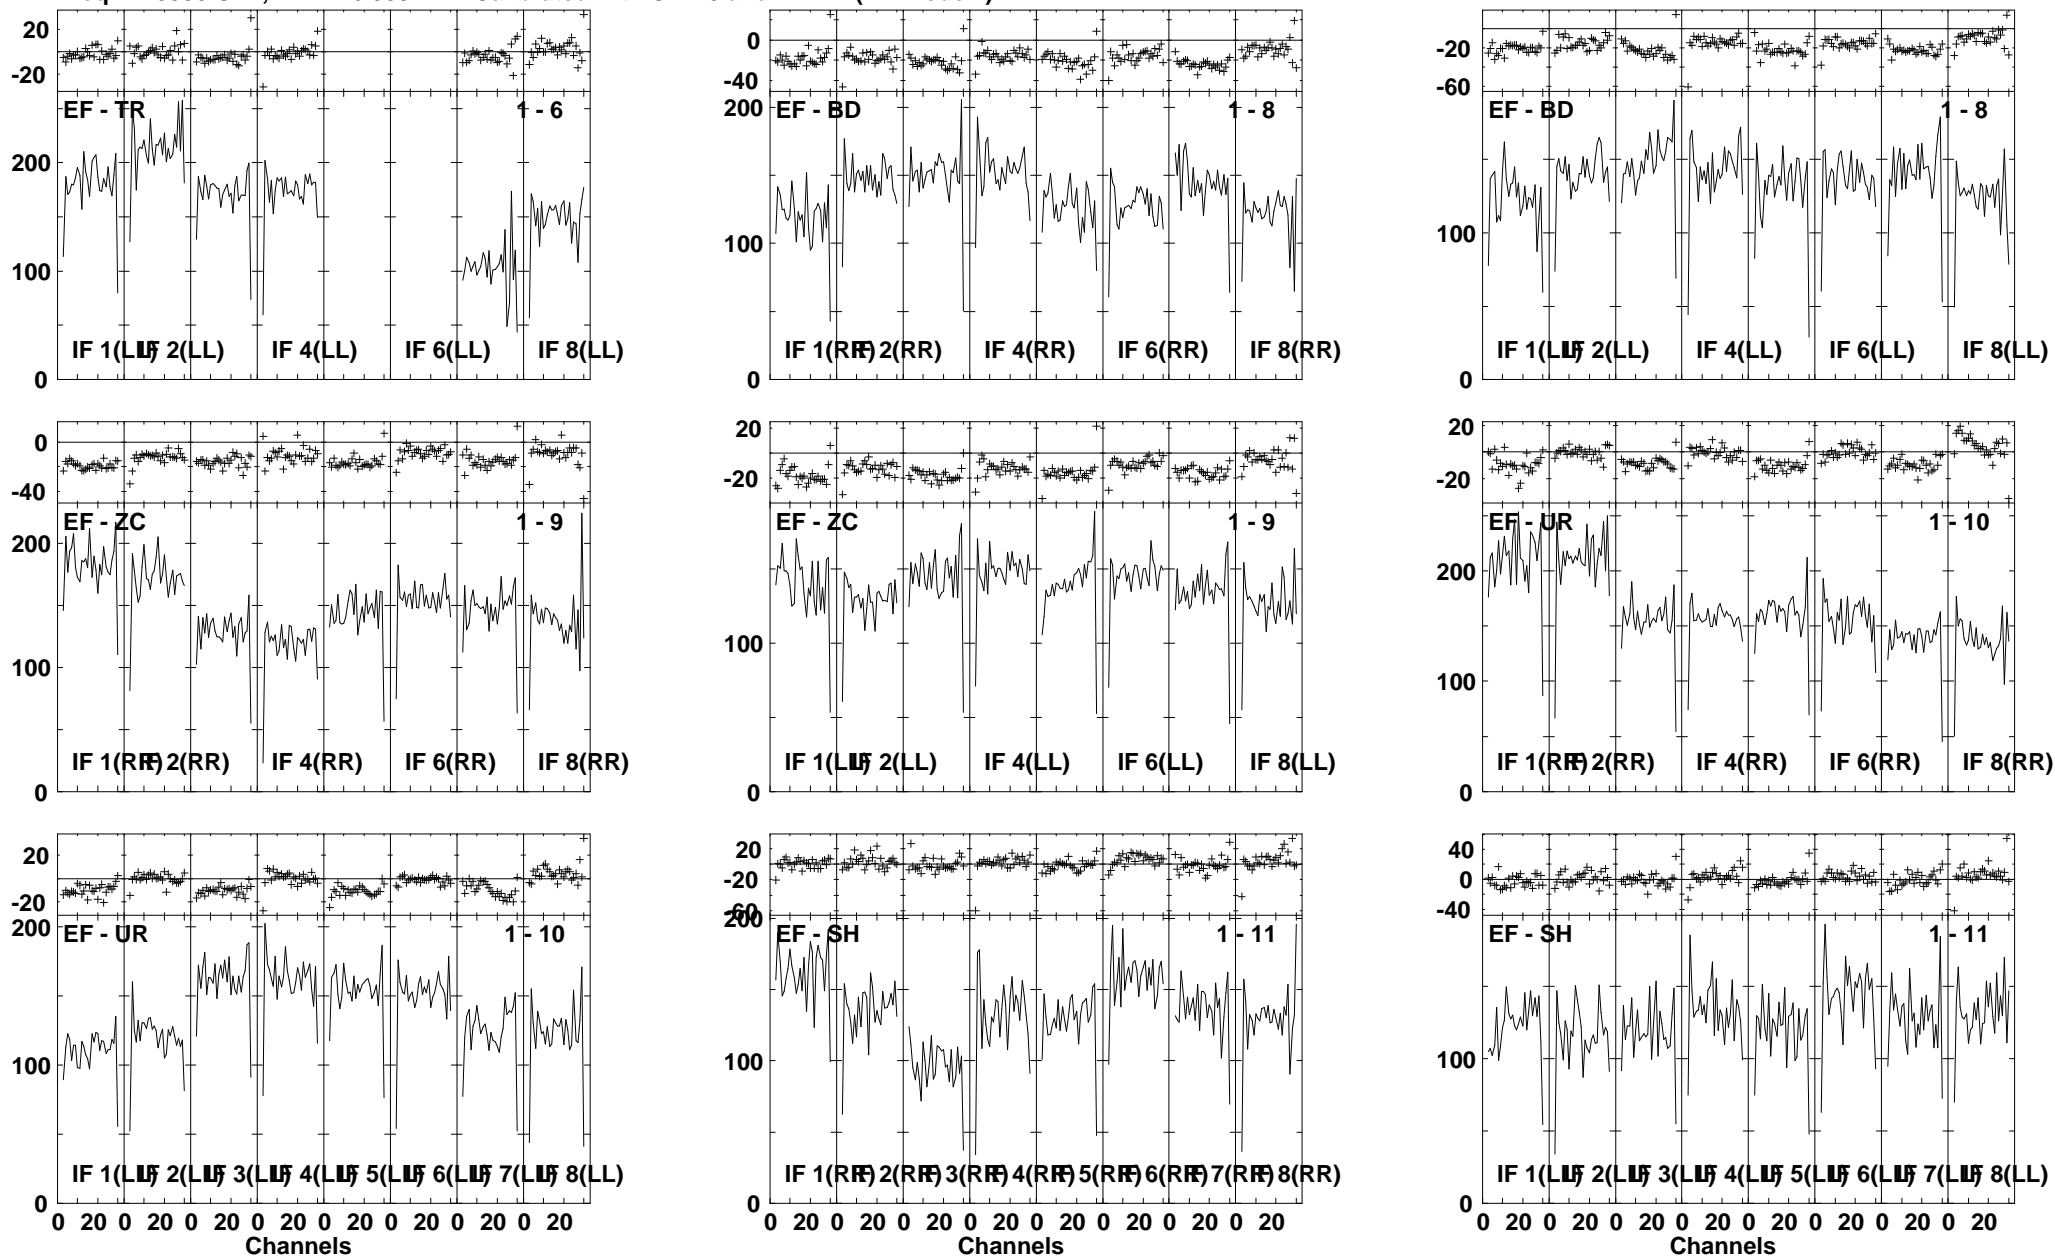 20
-20
EF - TR 1 - 6
200
100
0
IF 1(LL) IF 2(LL) IF 4(LL) IF 6(LL) IF 8(LL)
0
-40
EF - BD 1 - 8
200
100
0
IF 1(RR) IF 2(RR) IF 4(RR) IF 6(RR) IF 8(RR)
-20
-60
EF - BD 1 - 8
100
0
IF 1(LL) IF 2(LL) IF 4(LL) IF 6(LL) IF 8(LL)
0
-40
EF - ZC 1 - 9
200
100
0
IF 1(RR) IF 2(RR) IF 4(RR) IF 6(RR) IF 8(RR)
20
-20
EF - ZC 1 - 9
100
0
IF 1(LL) IF 2(LL) IF 4(LL) IF 6(LL) IF 8(LL)
20
-20
EF - UR 1 - 10
200
100
0
IF 1(RR) IF 2(RR) IF 4(RR) IF 6(RR) IF 8(RR)
20
-20
200
EF - UR 1 - 10
100
0
IF 1(LL) IF 2(LL) IF 3(LL) IF 4(LL) IF 5(LL) IF 6(LL) IF 7(LL) IF 8(LL)
0 20 0 20 0 20 0 20 0 20 0 20 0 20 0 20
Channels
20
-20
-60
200
EF - SH 1 - 11
100
0
IF 1(RR) IF 2(RR) IF 3(RR) IF 4(RR) IF 5(RR) IF 6(RR) IF 7(RR) IF 8(RR)
0 20 0 20 0 20 0 20 0 20 0 20 0 20 0 20
Channels
40
0
-40
EF - SH 1 - 11
100
0
IF 1(LL) IF 2(LL) IF 3(LL) IF 4(LL) IF 5(LL) IF 6(LL) IF 7(LL) IF 8(LL)
0 20 0 20 0 20 0 20 0 20 0 20 0 20 0 20
Channels